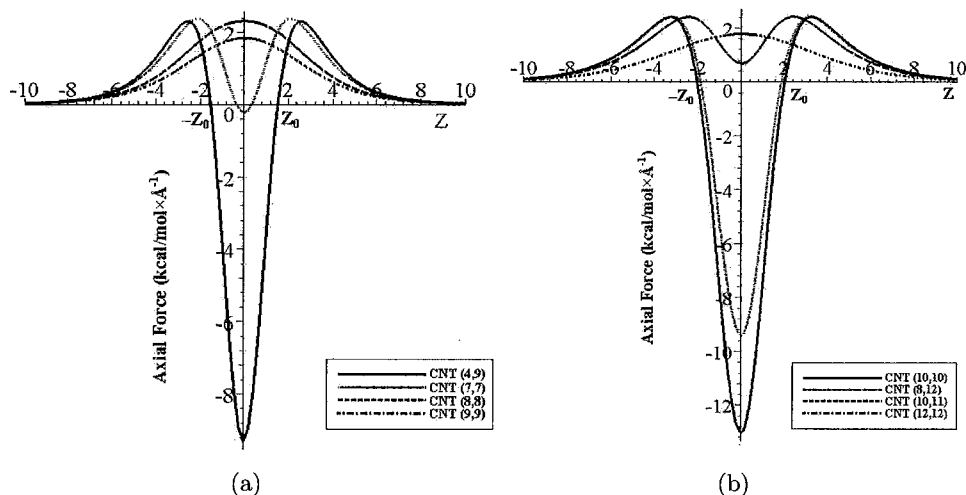 2
-10 -8 -6 -4 -2 0 2 4 6 8 10
-Z₀ Z₀ Z
-2
-4
-6
-8
Axial Force (kcal/mol×Å⁻¹)
CNT (4,9)
CNT (7,7)
CNT (8,8)
CNT (9,9)
(a)
2
-10 -8 -6 -4 -2 0 2 4 6 8 10
-Z₀ Z₀ Z
-2
-4
-6
-8
-10
-12
Axial Force (kcal/mol×Å⁻¹)
CNT (10,10)
CNT (8,12)
CNT (10,11)
CNT (12,12)
(b)